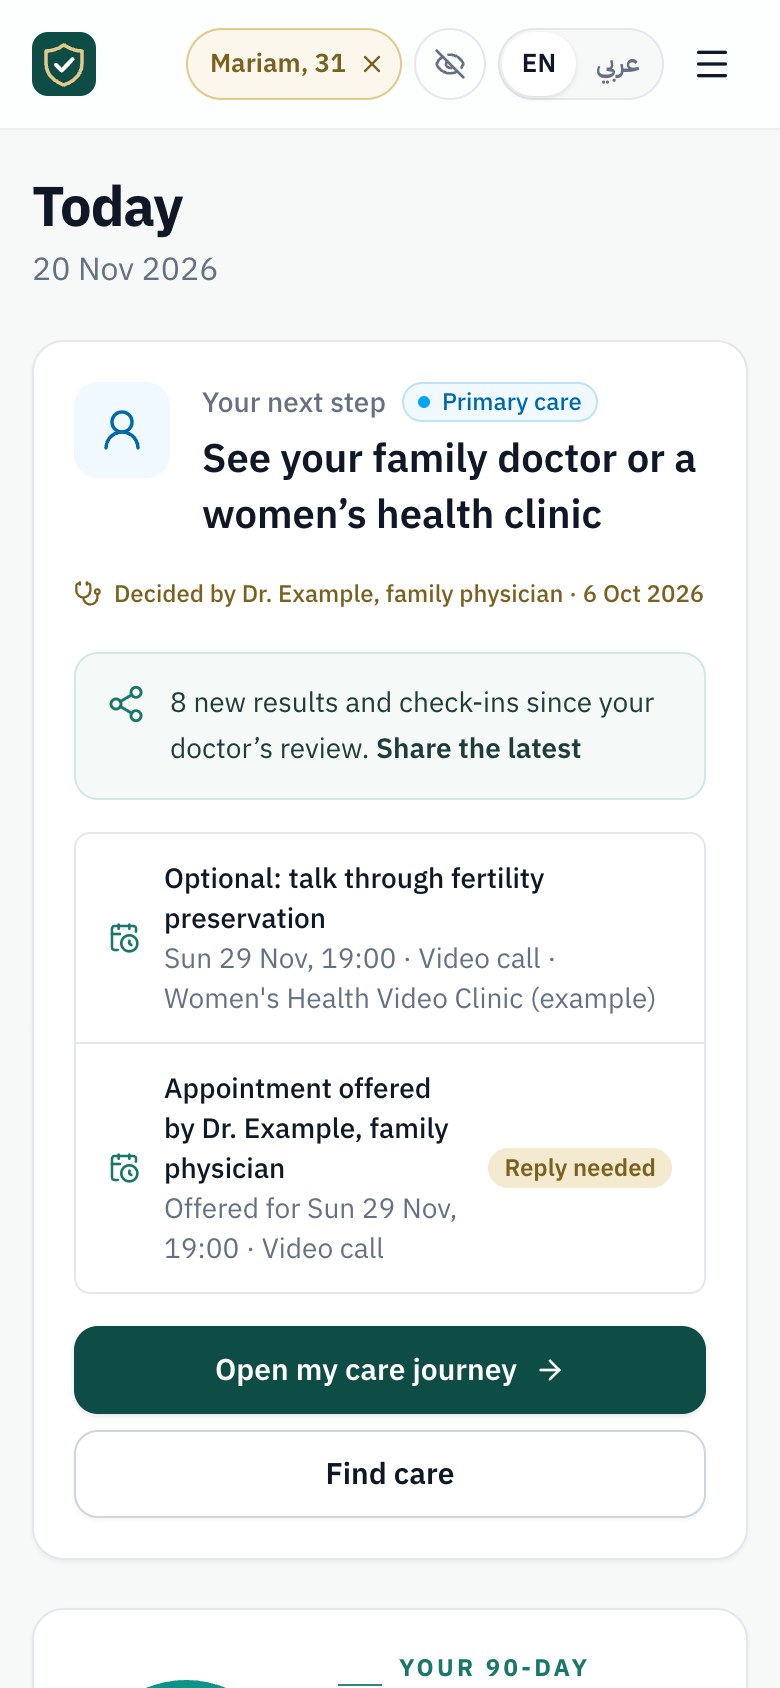 Mariam, 31
EN
عربي
Today
20 Nov 2026
Your next step
Primary care
See your family doctor or a
women’s health clinic
Decided by Dr. Example, family physician · 6 Oct 2026
8 new results and check-ins since your
doctor’s review. Share the latest
Optional: talk through fertility
preservation
Sun 29 Nov, 19:00 · Video call ·
Women's Health Video Clinic (example)
Appointment offered
by Dr. Example, family
physician
Reply needed
Offered for Sun 29 Nov,
19:00 · Video call
Open my care journey
Find care
YOUR 90-DAY